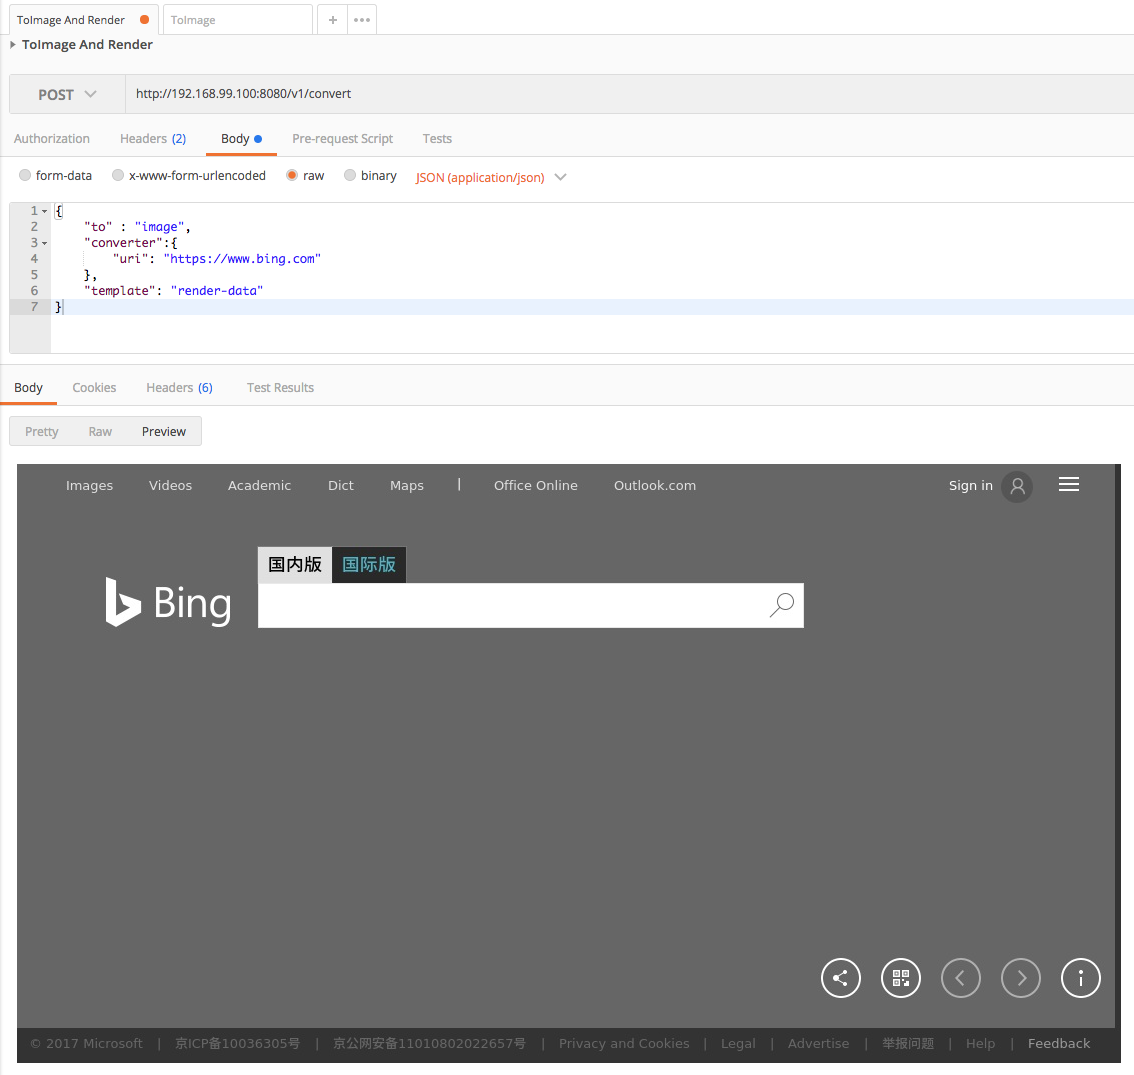 ToImage And Render ToImage + •••
ToImage And Render
POST http://192.168.99.100:8080/v1/convert
Authorization Headers (2) Body Pre-request Script Tests
form-data x-www-form-urlencoded raw binary JSON (application/json)
1 {
2 "to" : "image",
3 "converter":{
4 "uri": "https://www.bing.com"
5 },
6 "template": "render-data"
7 }
Body Cookies Headers (6) Test Results
Pretty Raw Preview
Images Videos Academic Dict Maps | Office Online Outlook.com Sign in
国内版 国际版
Bing
© 2017 Microsoft | 京ICP备10036305号 | 京公网安备11010802022657号 | Privacy and Cookies | Legal | Advertise | 举报问题 | Help | Feedback